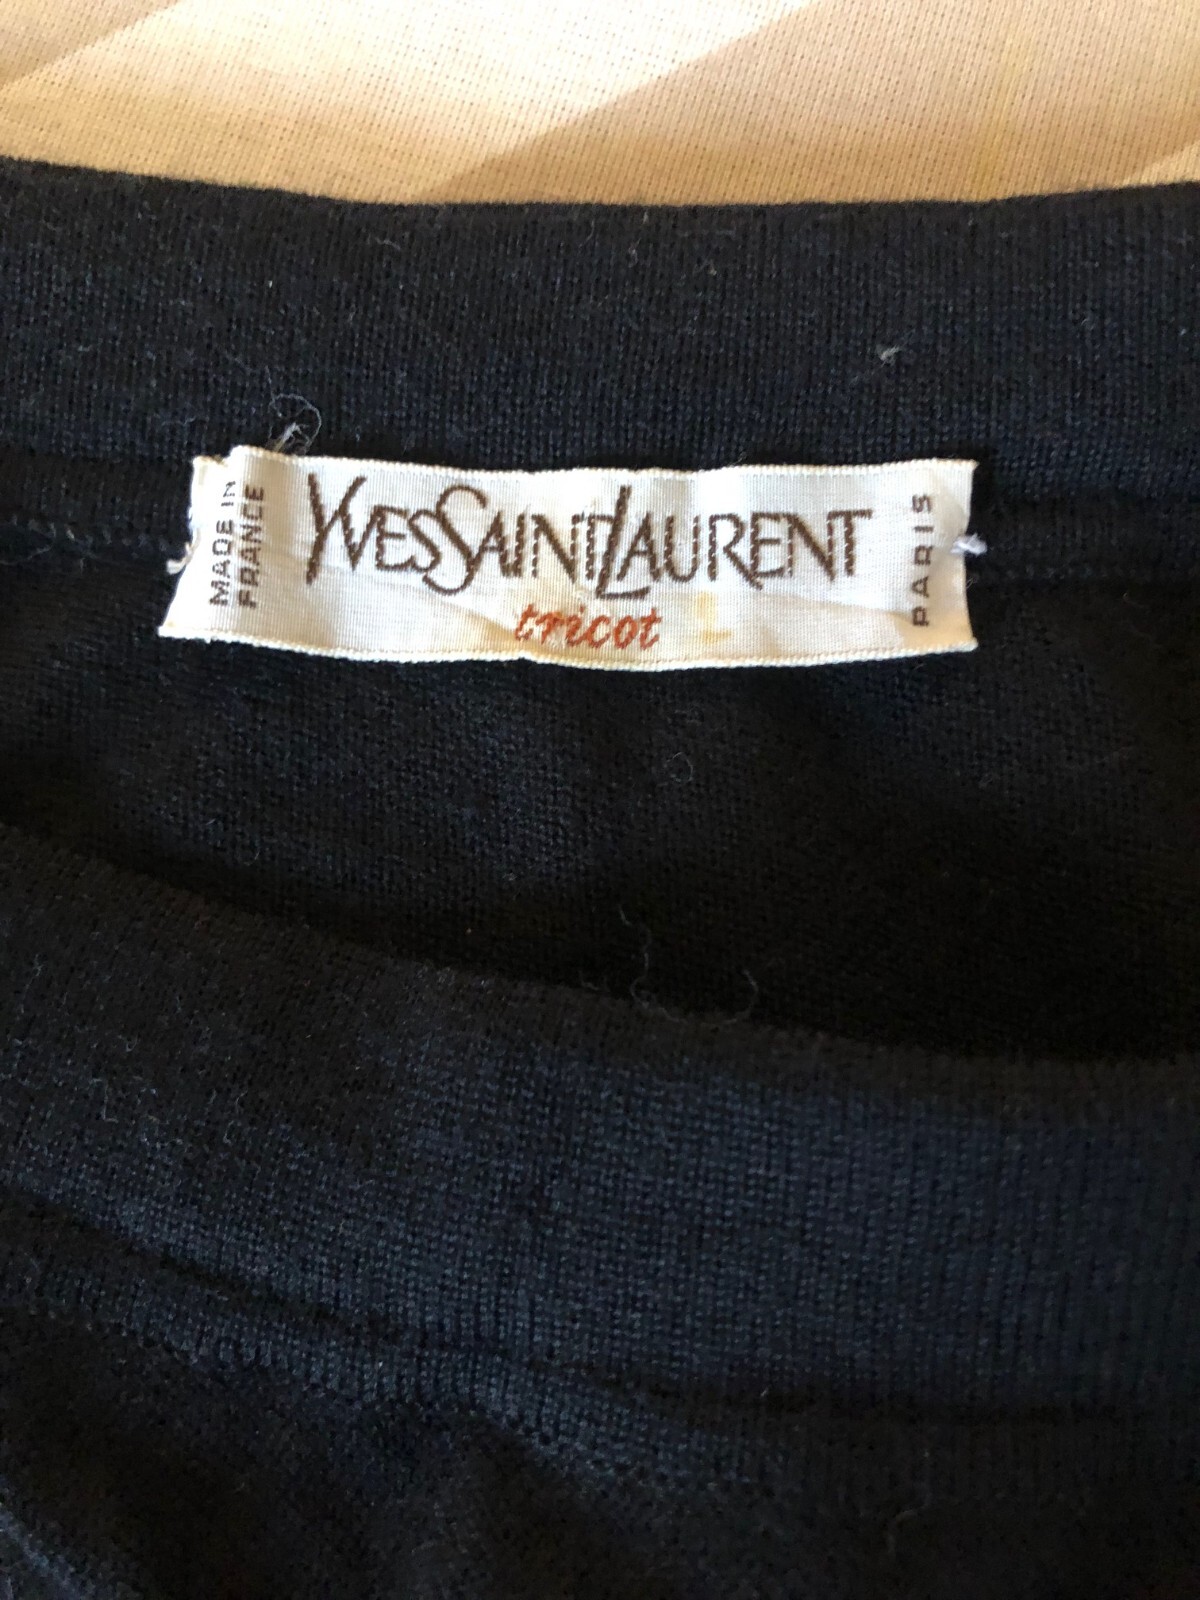 MADE IN
FRANCE
YVESSAINTLAURENT
tricot
PARIS